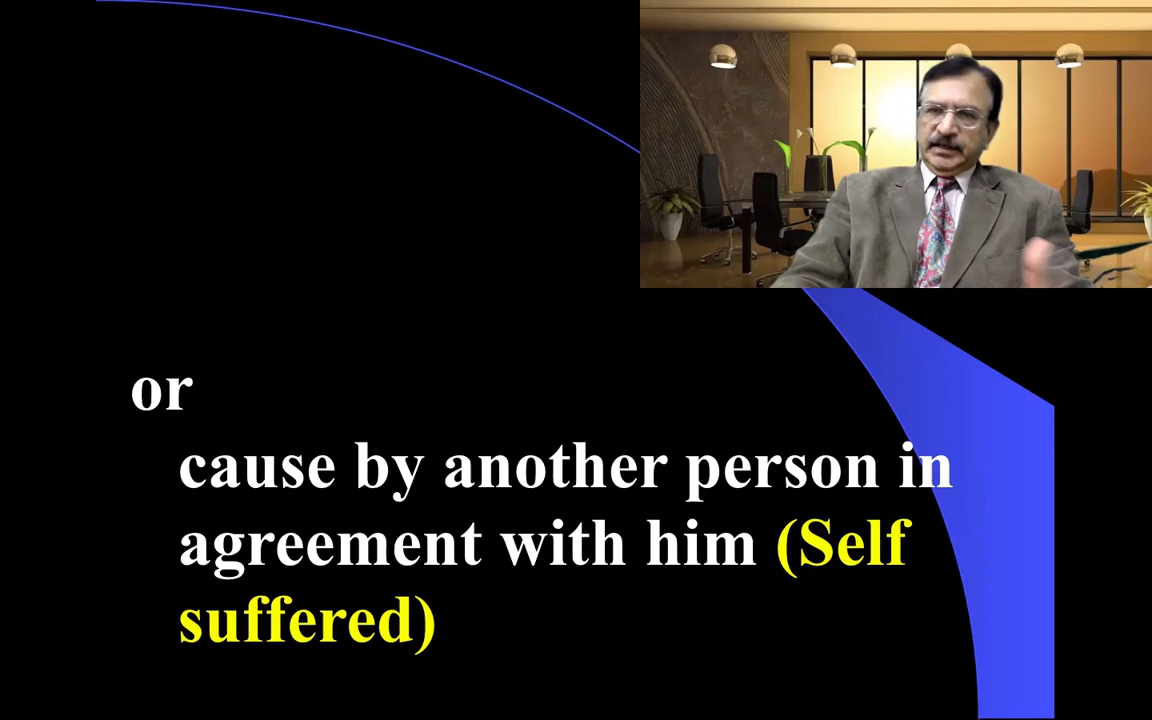 or
cause by another person in
agreement with him (Self
suffered)